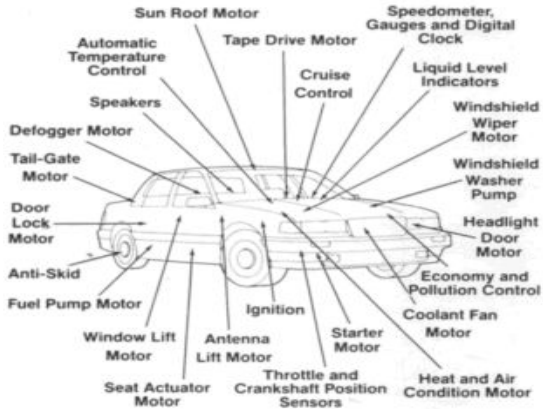 Sun Roof Motor
Speedometer,
Gauges and Digital
Clock
Automatic
Temperature
Control
Tape Drive Motor
Cruise
Control
Liquid Level
Indicators
Speakers
Windshield
Wiper
Motor
Defogger Motor
Tail-Gate
Motor
Windshield
Washer
Pump
Door
Lock
Motor
Headlight
Door
Motor
Anti-Skid
Economy and
Pollution Control
Fuel Pump Motor
Ignition
Coolant Fan
Motor
Window Lift
Motor
Antenna
Lift Motor
Starter
Motor
Seat Actuator
Motor
Throttle and
Crankshaft Position
Sensors
Heat and Air
Condition Motor